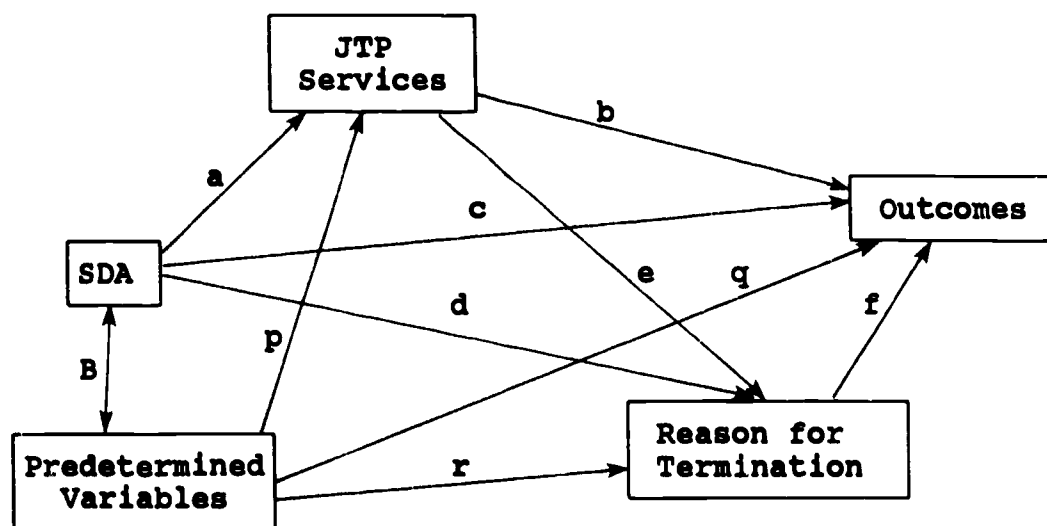 JTP
Services
b
a
c
Outcomes
SDA
e
q
d
f
p
B
Reason for
Termination
Predetermined
Variables
r